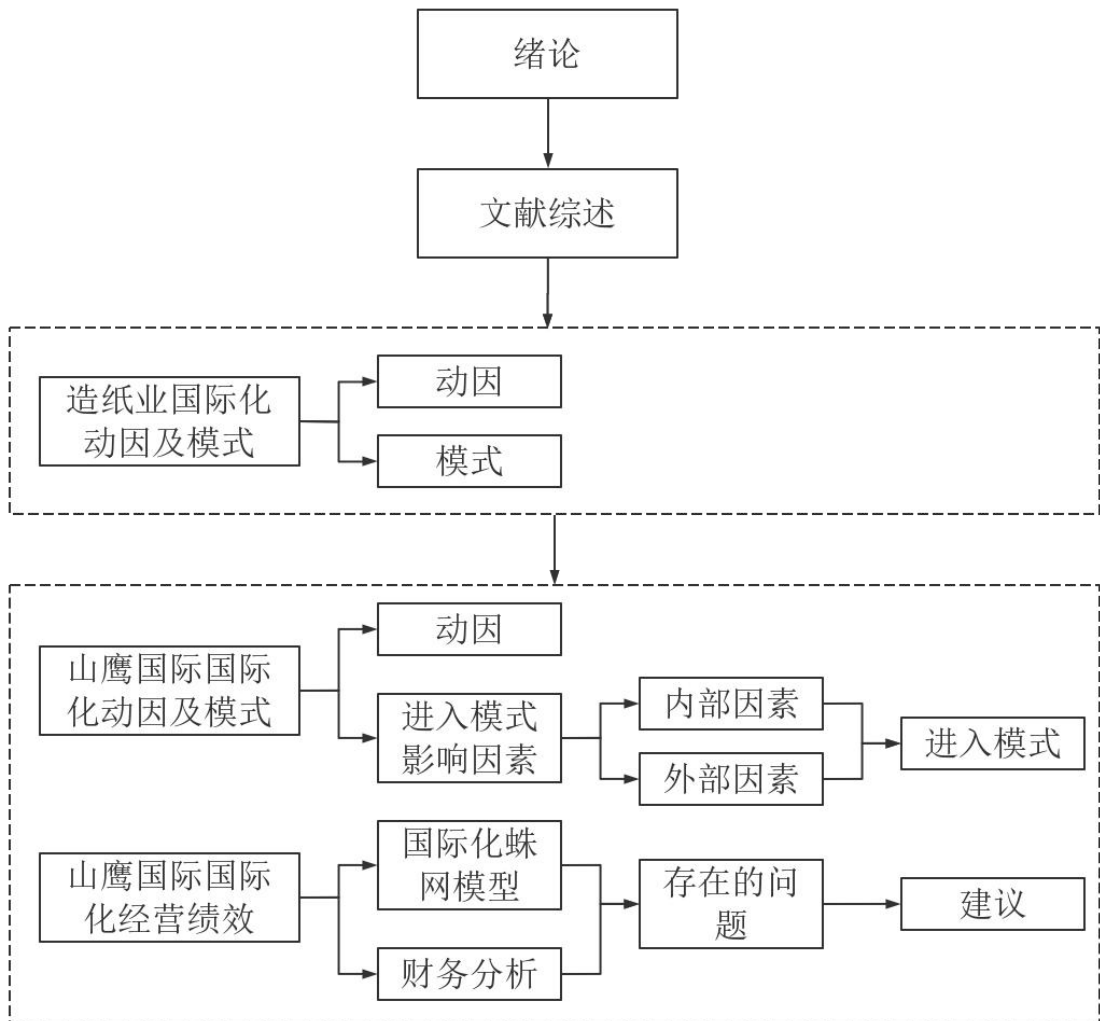 绪论
文献综述
造纸业国际化
动因及模式
动因
模式
山鹰国际国际
化动因及模式
动因
进入模式
影响因素
内部因素
外部因素
进入模式
山鹰国际国际
化经营绩效
国际化蛛
网模型
财务分析
存在的问
题
建议